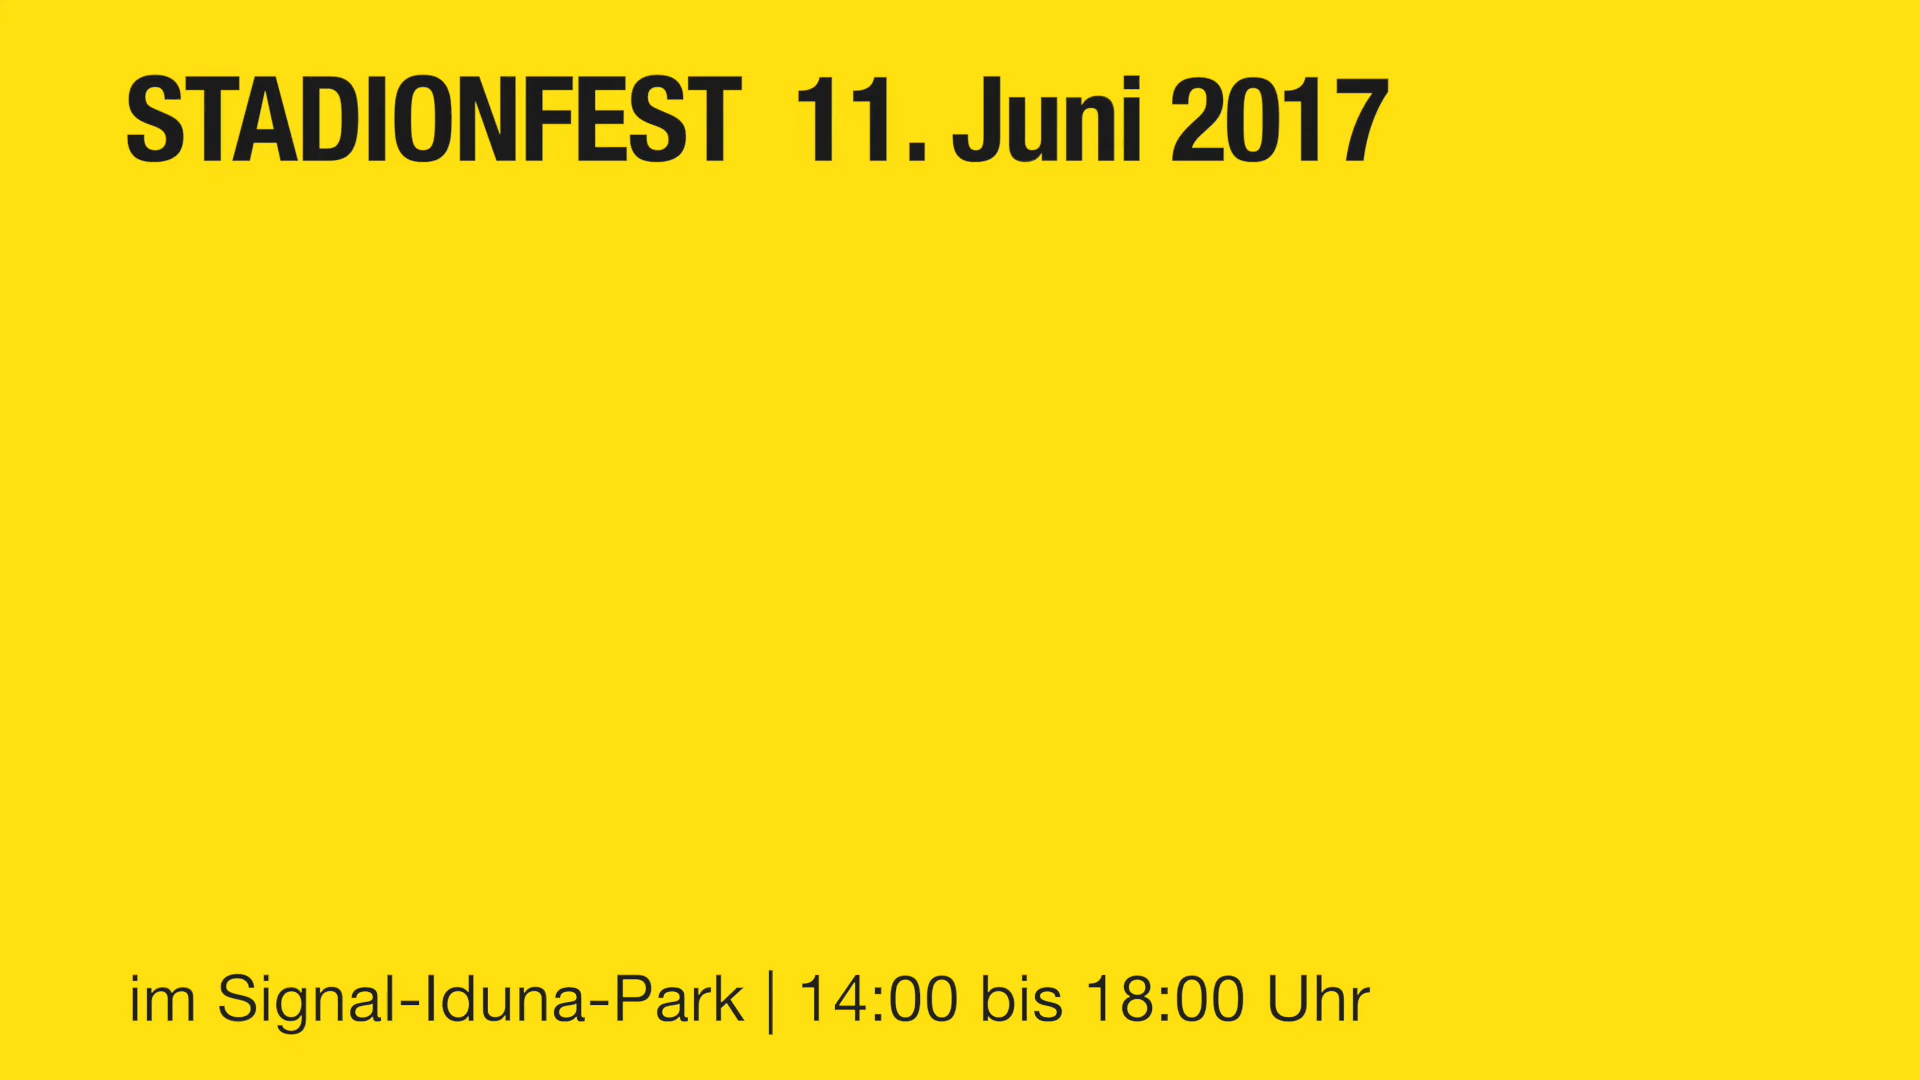 STADIONFEST 11. Juni 2017
im Signal-Iduna-Park | 14:00 bis 18:00 Uhr